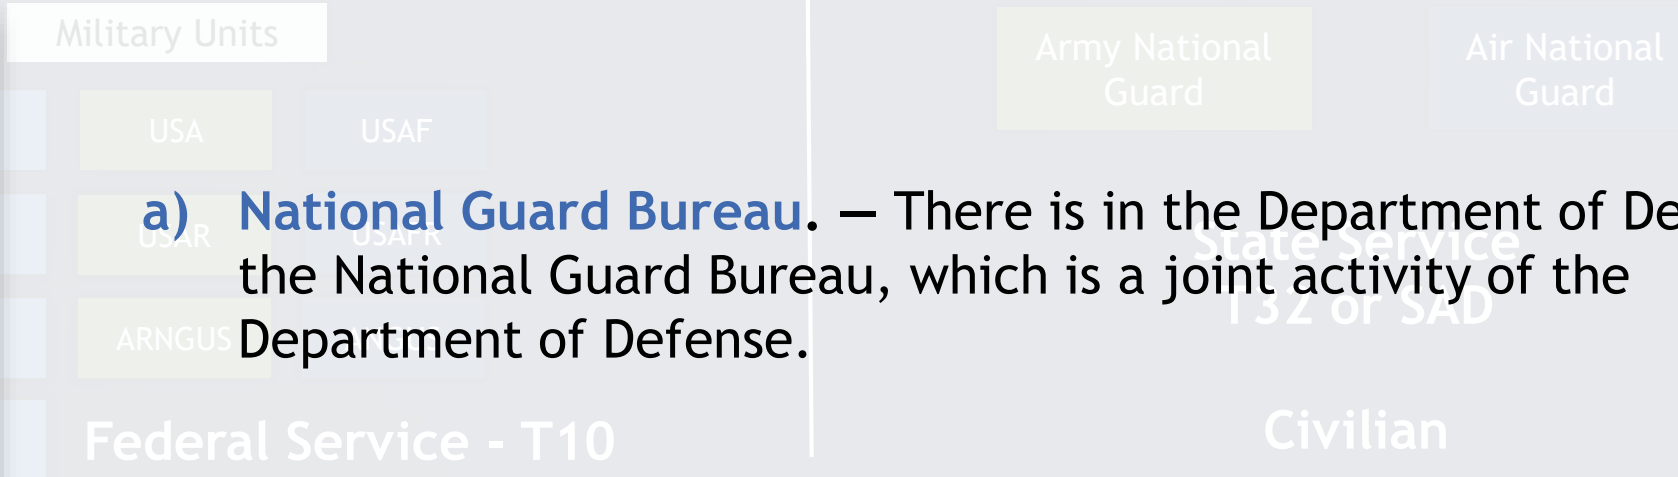 Military Units
Army National
Guard
Air National
Guard
USA
USAF
a) National Guard Bureau. — There is in the Department of De
USAR
USAFR
State Service
the National Guard Bureau, which is a joint activity of the
T32 or SAD
ARNGUS
Department of Defense.
Federal Service - T10
Civilian